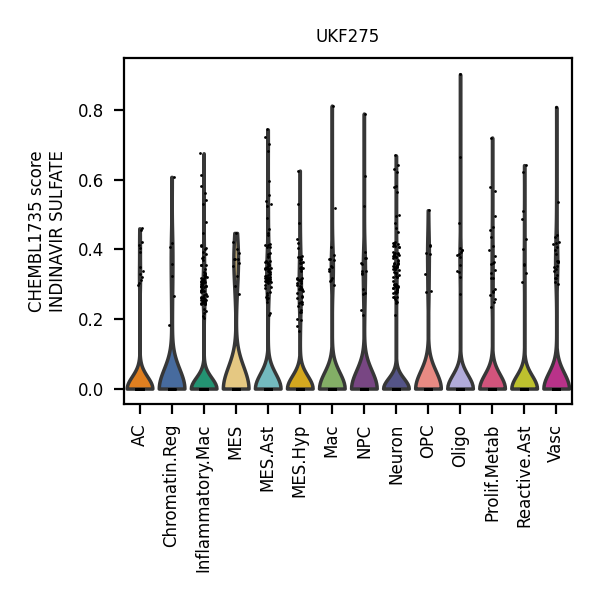 UKF275
CHEMBL1735 score
INDINAVIR SULFATE
0.8
0.6
0.4
0.2
0.0
AC
Chromatin.Reg
Inflammatory.Mac
MES
MES.Ast
MES.Hyp
Mac
NPC
Neuron
OPC
Oligo
Prolif.Metab
Reactive.Ast
Vasc